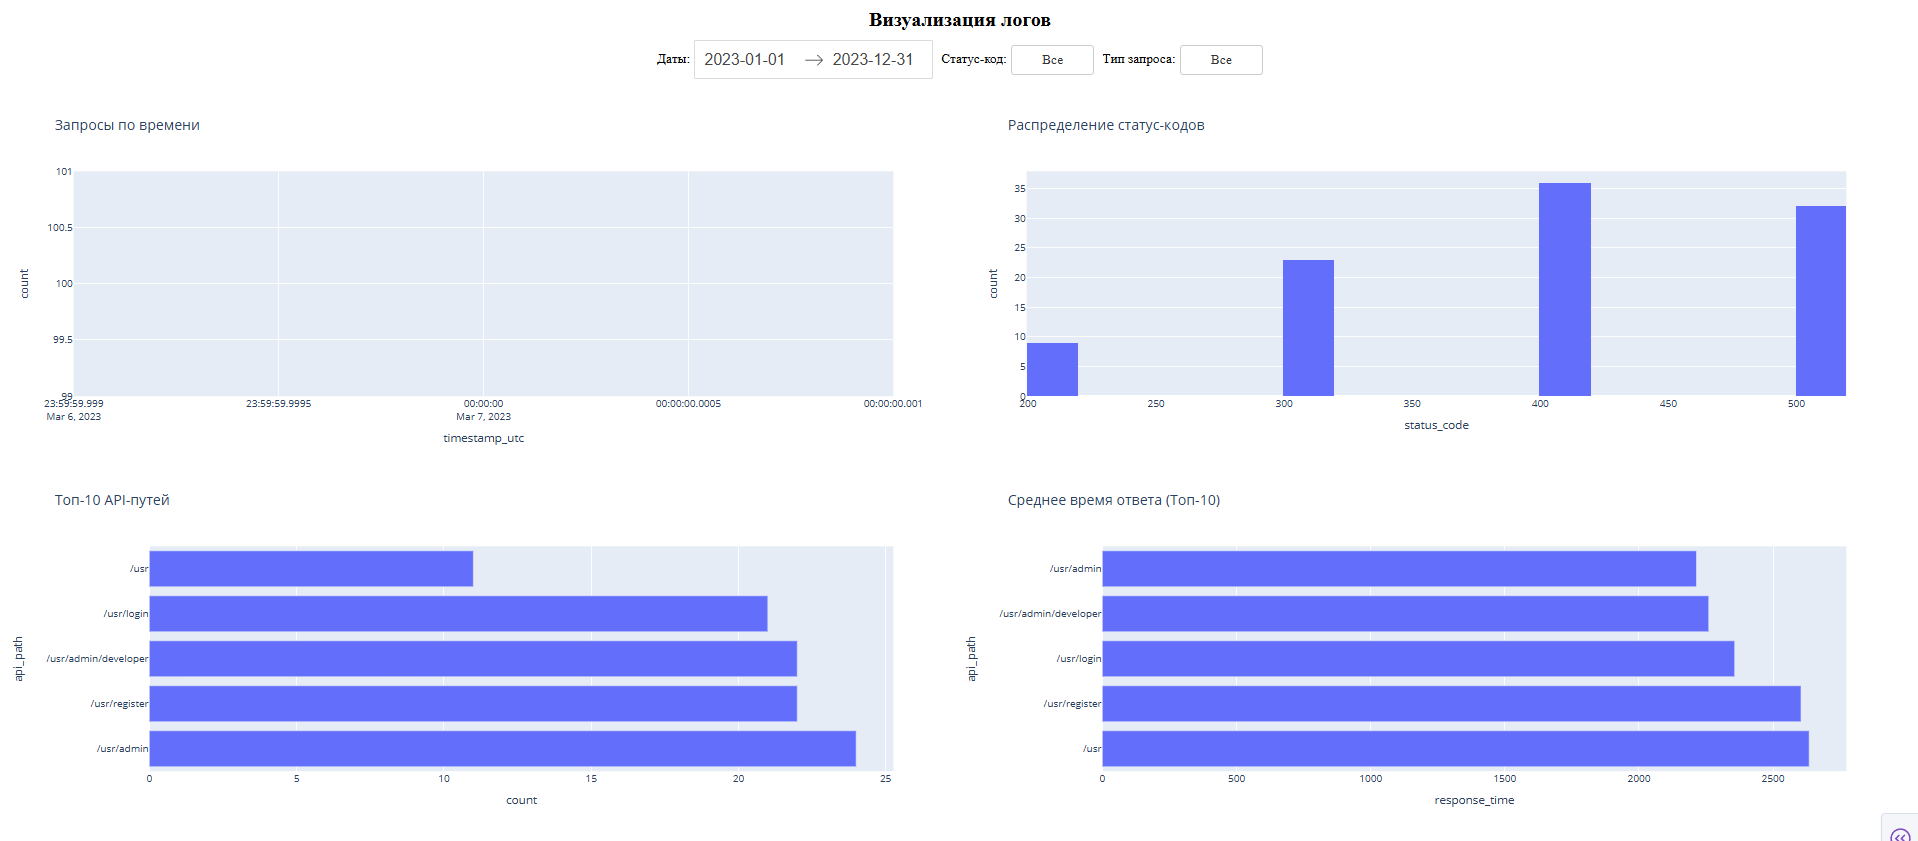 Визуализация логов
Даты: 2023-01-01 → 2023-12-31 Статус-код: Все Тип запроса: Все
Запросы по времени
101
100.5
100
99.5
99
count
23:59:59.999
Mar 6, 2023
23:59:59.9995
00:00:00
Mar 7, 2023
00:00:00.0005
00:00:00.001
timestamp_utc
Распределение статус-кодов
35
30
25
20
15
10
5
0
count
200 250 300 350 400 450 500
status_code
Топ-10 API-путей
/usr
/usr/login
/usr/admin/developer
/usr/register
/usr/admin
api_path
0 5 10 15 20 25
count
Среднее время ответа (Топ-10)
/usr/admin
/usr/admin/developer
/usr/login
/usr/register
/usr
api_path
0 500 1000 1500 2000 2500
response_time